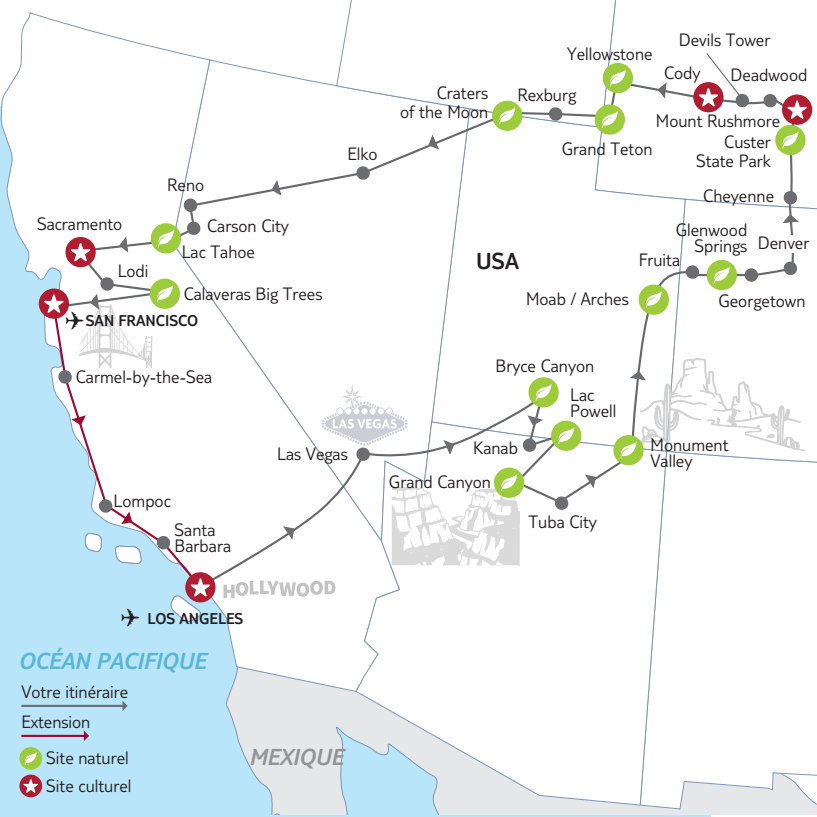 Devils Tower
Yellowstone
Cody
Deadwood
Craters
of the Moon
Rexburg
Mount Rushmore
Grand Teton
Custer
State Park
Elko
Reno
Cheyenne
Sacramento
Carson City
Lac Tahoe
Glenwood
Springs
Denver
USA
Fruita
Lodi
Calaveras Big Trees
Moab / Arches
Georgetown
SAN FRANCISCO
Bryce Canyon
Carmel-by-the-Sea
Lac
Powell
LAS VEGAS
Las Vegas
Kanab
Monument
Valley
Grand Canyon
Lompoc
Tuba City
Santa
Barbara
HOLLYWOOD
LOS ANGELES
OCÉAN PACIFIQUE
Votre itinéraire
Extension
Site naturel
Site culturel
MEXIQUE